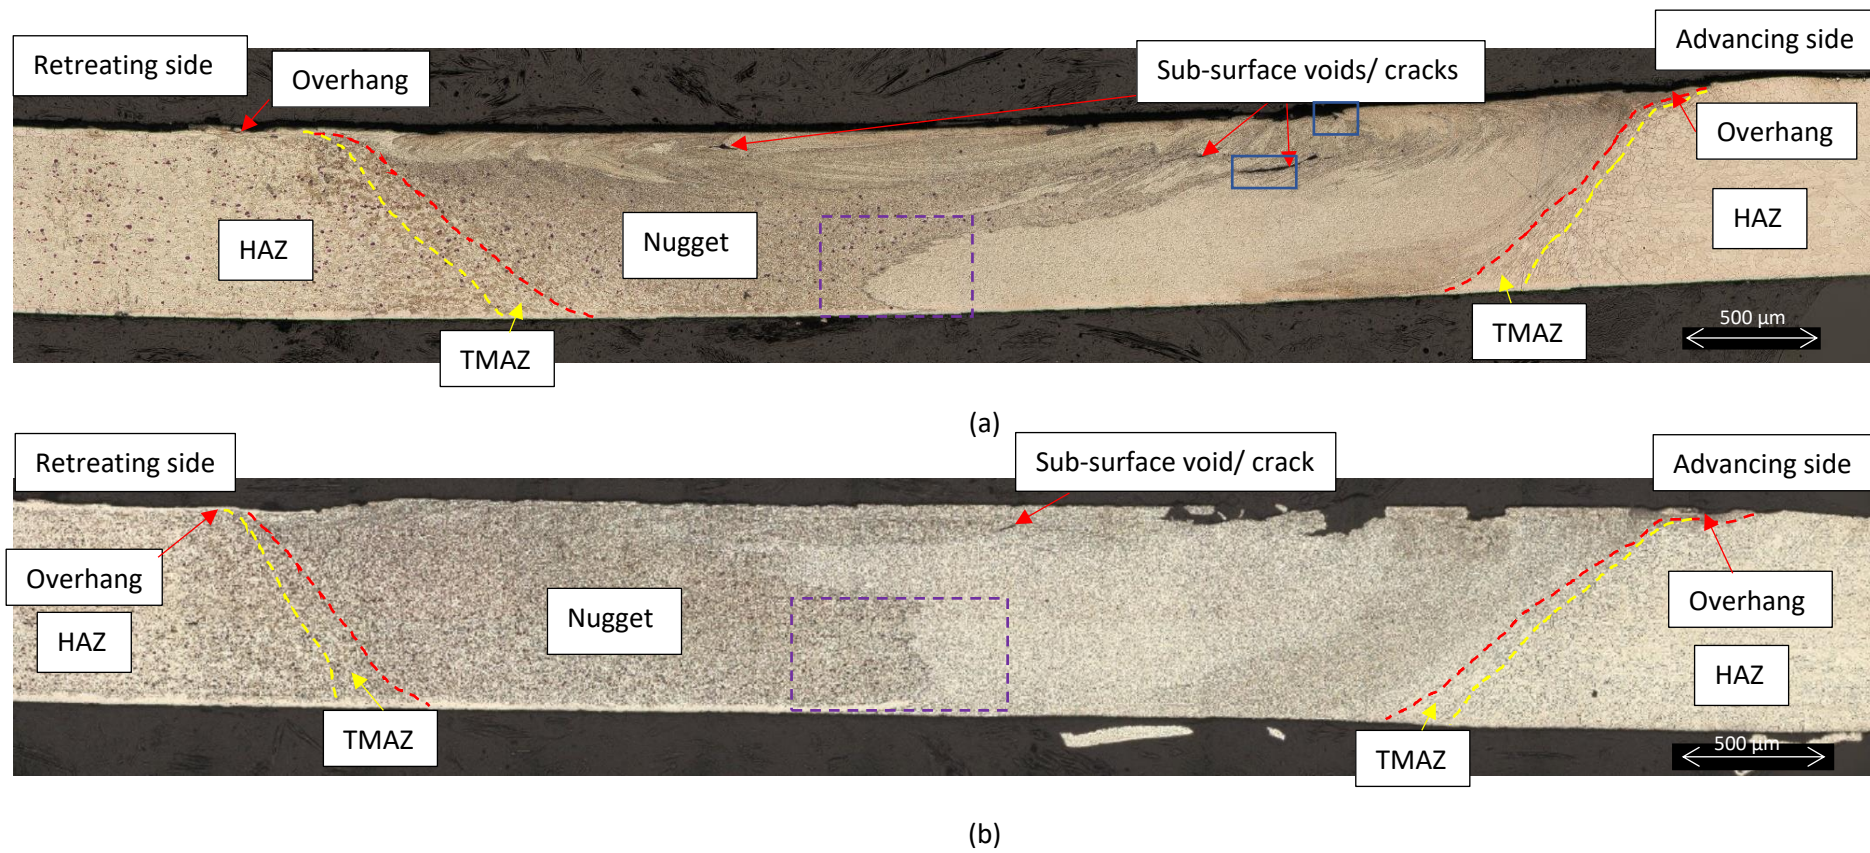 Retreating side
Overhang
Sub-surface voids/ cracks
Advancing side
Overhang
HAZ
Nugget
HAZ
TMAZ
TMAZ
500 µm
(a)
Retreating side
Sub-surface void/ crack
Advancing side
Overhang
HAZ
Nugget
Overhang
HAZ
TMAZ
TMAZ
500 µm
(b)